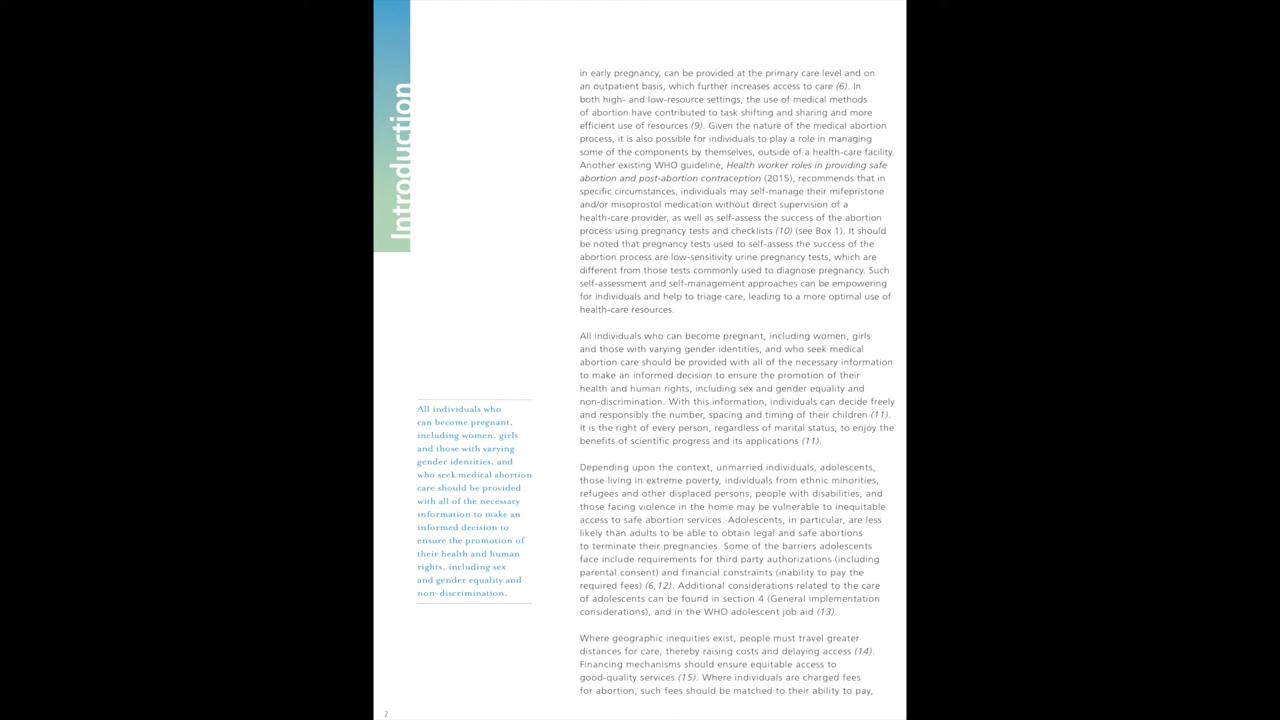 Introduction
in early pregnancy, can be provided at the primary care level and on
an outpatient basis, which further increases access to care (6). In
both high- and low-resource settings, the use of medical methods
of abortion have contributed to task shifting and sharing and more
efficient use of resources (9). Given the nature of the medical abortion
process, it is also possible for individuals to play a role in managing
some of the components by themselves, outside of a health-care facility.
Another existing WHO guideline, Health worker roles in providing safe
abortion and post-abortion contraception (2015), recommends that in
specific circumstances, individuals may self-manage their mifepristone
and/or misoprostol medication without direct supervision of a
health-care provider, as well as self-assess the success of the abortion
process using pregnancy tests and checklists (10) (see Box 1). It should
be noted that pregnancy tests used to self-assess the success of the
abortion process are low-sensitivity urine pregnancy tests, which are
different from those tests commonly used to diagnose pregnancy. Such
self-assessment and self-management approaches can be empowering
for individuals and help to triage care, leading to a more optimal use of
health-care resources.
All individuals who can become pregnant, including women, girls
and those with varying gender identities, and who seek medical
abortion care should be provided with all of the necessary information
to make an informed decision to ensure the promotion of their
health and human rights, including sex and gender equality and
non-discrimination. With this information, individuals can decide freely
and responsibly the number, spacing and timing of their children (11).
It is the right of every person, regardless of marital status, to enjoy the
benefits of scientific progress and its applications (11).
All individuals who
can become pregnant,
including women, girls
and those with varying
gender identities, and
who seek medical abortion
care should be provided
with all of the necessary
information to make an
informed decision to
ensure the promotion of
their health and human
rights, including sex
and gender equality and
non-discrimination.
Depending upon the context, unmarried individuals, adolescents,
those living in extreme poverty, individuals from ethnic minorities,
refugees and other displaced persons, people with disabilities, and
those facing violence in the home may be vulnerable to inequitable
access to safe abortion services. Adolescents, in particular, are less
likely than adults to be able to obtain legal and safe abortions
to terminate their pregnancies. Some of the barriers adolescents
face include requirements for third party authorizations (including
parental consent) and financial constraints (inability to pay the
required fees) (6,12). Additional considerations related to the care
of adolescents can be found in section 4 (General implementation
considerations), and in the WHO adolescent job aid (13).
Where geographic inequities exist, people must travel greater
distances for care, thereby raising costs and delaying access (14).
Financing mechanisms should ensure equitable access to
good-quality services (15). Where individuals are charged fees
for abortion, such fees should be matched to their ability to pay,
2